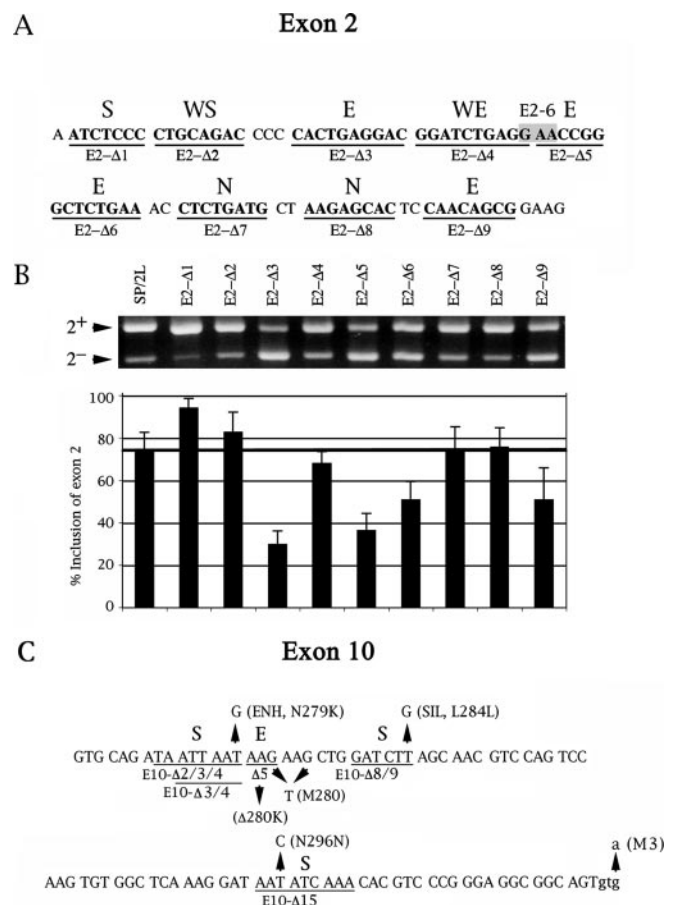 A
Exon 2
S WS E WE E2-6 E
A ATCTCCC CTGCAGAC CCC CACTGAGGAC GGATCTGAGG AACCGG
E2-Δ1 E2-Δ2 E2-Δ3 E2-Δ4 E2-Δ5
E N N E
GCTCTGAA AC CTCTGATG CT AAGAGCAC TC CAACAGCG GAAG
E2-Δ6 E2-Δ7 E2-Δ8 E2-Δ9
B
SP/2L E2-Δ1 E2-Δ2 E2-Δ3 E2-Δ4 E2-Δ5 E2-Δ6 E2-Δ7 E2-Δ8 E2-Δ9
2+
2-
% Inclusion of exon 2
100
80
60
40
20
0
C
Exon 10
G (ENH, N279K) G (SIL, L284L)
S E S
GTG CAGA TAA ATTAAT AAG AAG CTG GATCTT AGC AAC GTC CAG TCC
E10-Δ2/3/4 Δ5 E10-Δ8/9
E10-Δ3/4 T (M280)
(Δ280K)
C (N296N) a (M3)
S
AAG TGT GGC TCA AAG GAT AAT ATC AAA CAC GTC CCG GGA GGC GGC AGTgtg
E10-Δ15